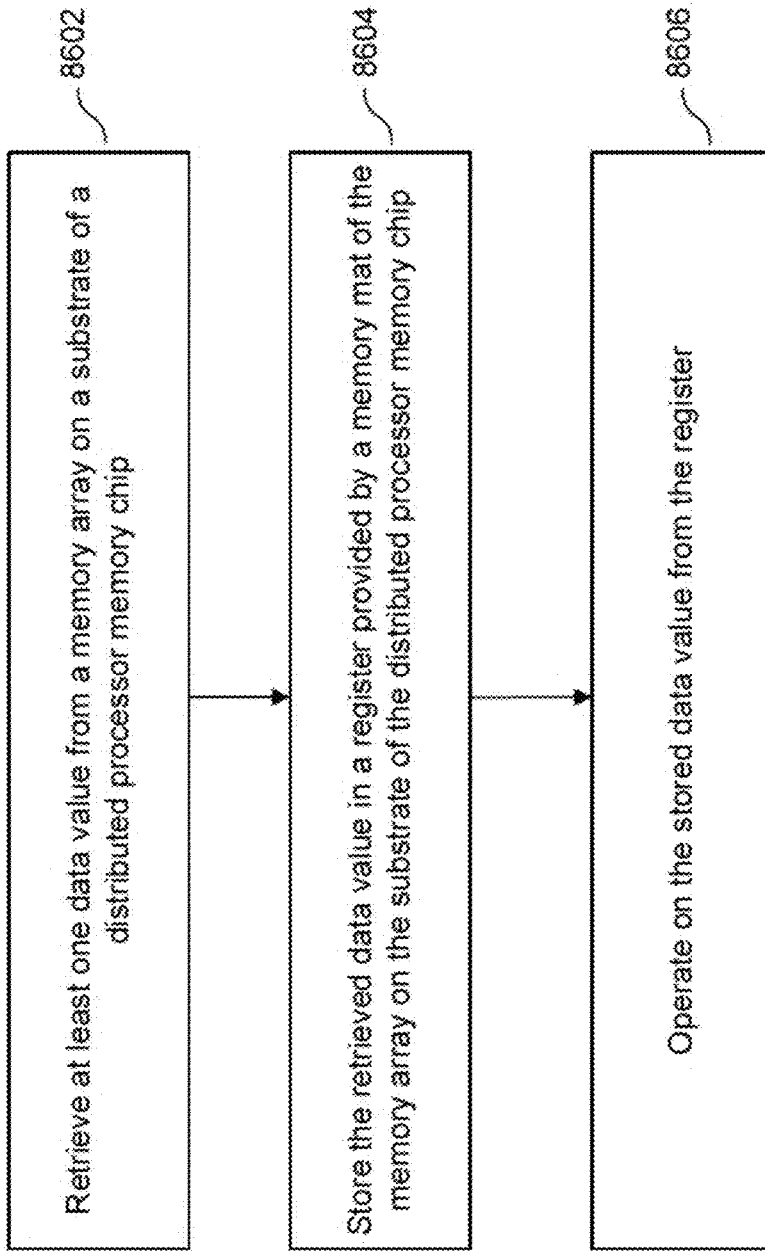 Retrieve at least one data value from a memory array on a substrate of a
distributed processor memory chip
8602
Store the retrieved data value in a register provided by a memory mat of the
memory array on the substrate of the distributed processor memory chip
8604
Operate on the stored data value from the register
8606